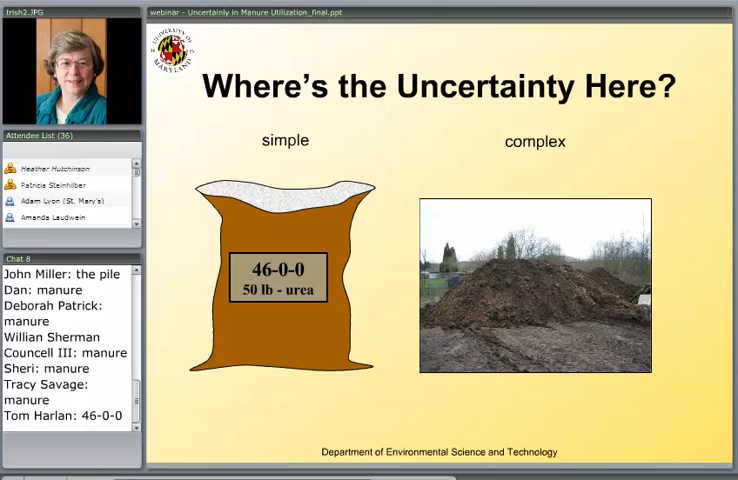 trish2.JPG
webinar - Uncertainly in Manure Utilization_final.ppt
Attendee List (36)
Heather Hutchinson
Patricia Steinhilber
Adam Lyon (St. Mary's)
Amanda Laudwein
Chat 8
John Miller: the pile
Dan: manure
Deborah Patrick:
manure
Willian Sherman
Councell III: manure
Sheri: manure
Tracy Savage:
manure
Tom Harlan: 46-0-0
UNIVERSITY OF
MARYLAND
Where's the Uncertainty Here?
simple
complex
46-0-0
50 lb - urea
Department of Environmental Science and Technology